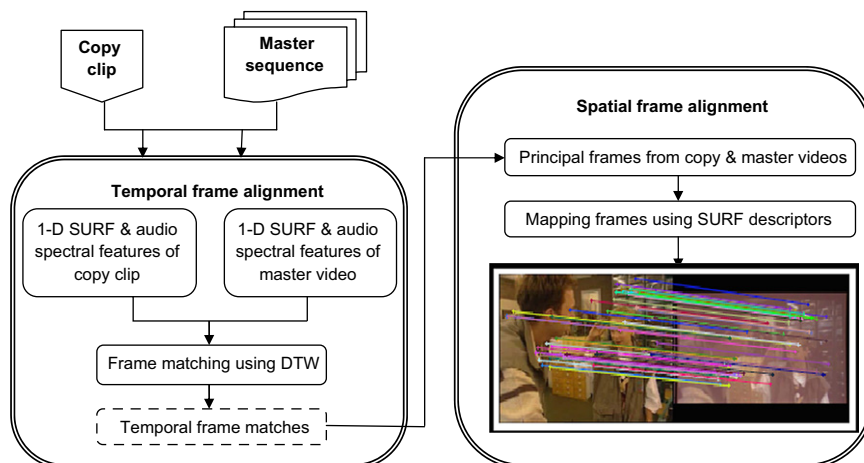 Copy
clip
Master
sequence
Temporal frame alignment
1-D SURF & audio
spectral features of
copy clip
1-D SURF & audio
spectral features of
master video
Frame matching using DTW
Temporal frame matches
Spatial frame alignment
Principal frames from copy & master videos
Mapping frames using SURF descriptors